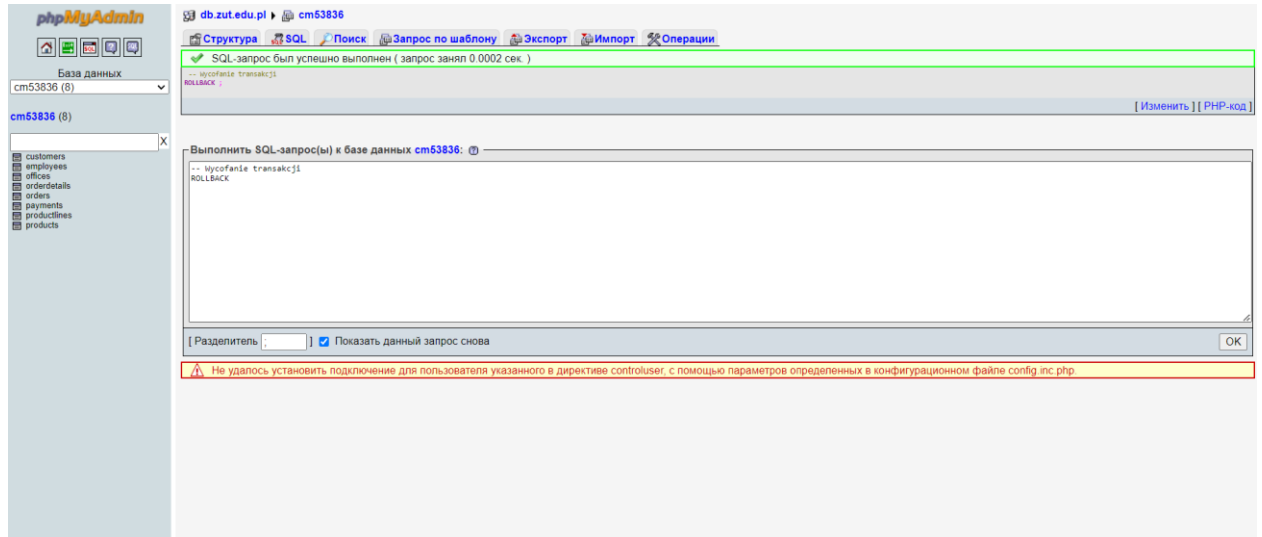 phpMyAdmin
База данных
cm53836 (8)
cm53836 (8)
X
customers
employees
offices
orderdetails
orders
payments
productlines
products
db.zut.edu.pl ▸ cm53836
Структура SQL Поиск Запрос по шаблону Экспорт Импорт Операции
SQL-запрос был успешно выполнен ( запрос занял 0.0002 сек. )
-- Wycofanie transakcji
ROLLBACK ;
[ Изменить ] [ PHP-код ]
Выполнить SQL-запрос(ы) к базе данных cm53836:
-- Wycofanie transakcji
ROLLBACK
[ Разделитель ; ] Показать данный запрос снова
OK
Не удалось установить подключение для пользователя указанного в директиве controluser, с помощью параметров определенных в конфигурационном файле config.inc.php.